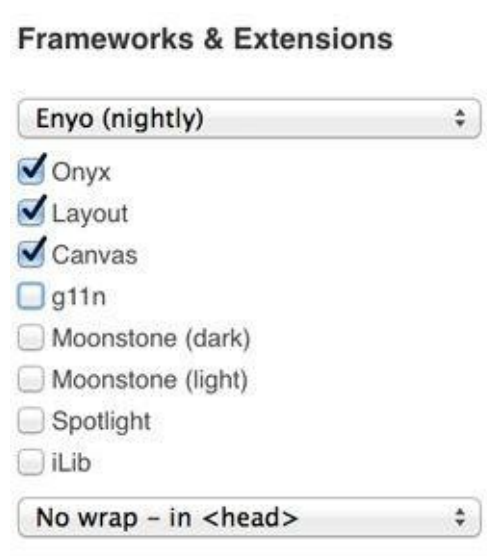 Frameworks & Extensions
Enyo (nightly)
Onyx
Layout
Canvas
g11n
Moonstone (dark)
Moonstone (light)
Spotlight
iLib
No wrap – in <head>